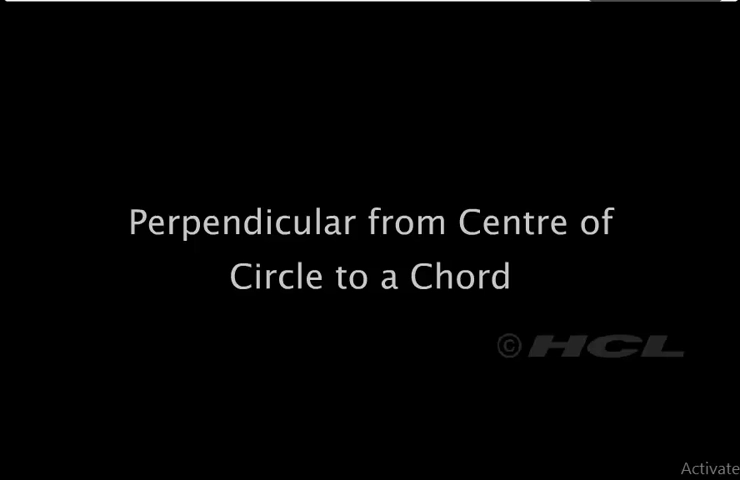 Perpendicular from Centre of
Circle to a Chord
© HCL
Activate